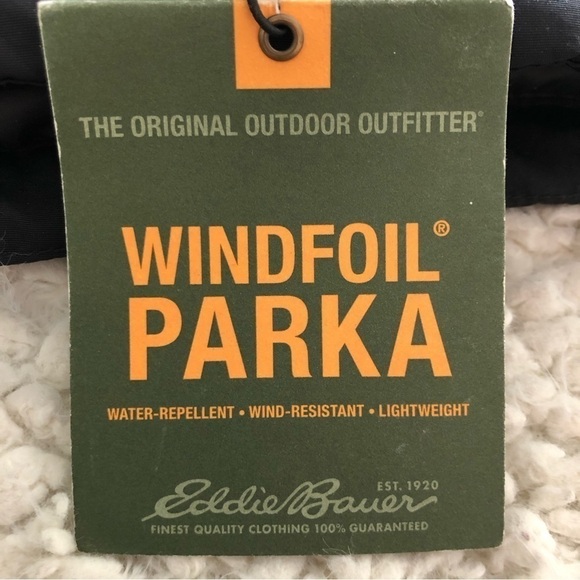 THE ORIGINAL OUTDOOR OUTFITTER®
WINDFOIL®
PARKA
WATER-REPELLENT • WIND-RESISTANT • LIGHTWEIGHT
EST. 1920
Eddie Bauer
FINEST QUALITY CLOTHING 100% GUARANTEED